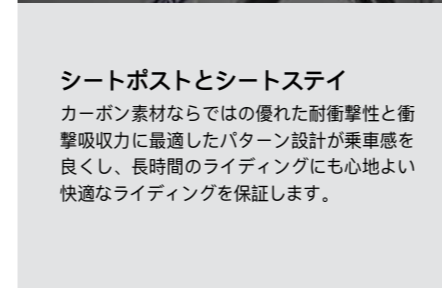 シートポストとシートステイ
カーボン素材ならではの優れた耐衝撃性と衝
撃吸収力に最適したパターン設計が乗車感を
良くし、長時間のライディングにも心地よい
快適なライディングを保証します。